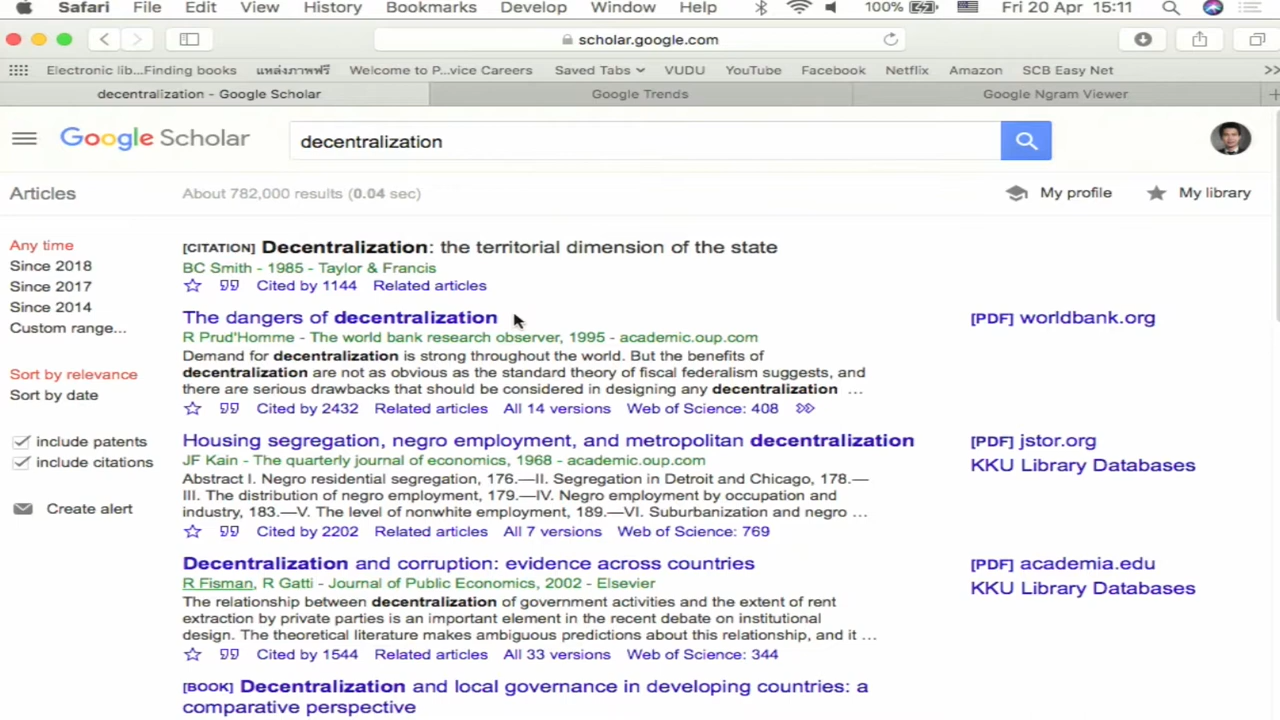 Safari File Edit View History Bookmarks Develop Window Help 100% Fri 20 Apr 15:11
scholar.google.com
Electronic lib...Finding books แหล่งภาพฟรี Welcome to P...vice Careers Saved Tabs VUDU YouTube Facebook Netflix Amazon SCB Easy Net >>
decentralization - Google Scholar Google Trends Google Ngram Viewer +
Google Scholar decentralization
Articles About 782,000 results (0.04 sec) My profile My library
Any time
Since 2018
Since 2017
Since 2014
Custom range...
Sort by relevance
Sort by date
include patents
include citations
Create alert
[CITATION] Decentralization: the territorial dimension of the state
BC Smith - 1985 - Taylor & Francis
Cited by 1144 Related articles
The dangers of decentralization [PDF] worldbank.org
R Prud'Homme - The world bank research observer, 1995 - academic.oup.com
Demand for decentralization is strong throughout the world. But the benefits of
decentralization are not as obvious as the standard theory of fiscal federalism suggests, and
there are serious drawbacks that should be considered in designing any decentralization ...
Cited by 2432 Related articles All 14 versions Web of Science: 408
Housing segregation, negro employment, and metropolitan decentralization [PDF] jstor.org
JF Kain - The quarterly journal of economics, 1968 - academic.oup.com KKU Library Databases
Abstract I. Negro residential segregation, 176.—II. Segregation in Detroit and Chicago, 178.—
III. The distribution of negro employment, 179.—IV. Negro employment by occupation and
industry, 183.—V. The level of nonwhite employment, 189.—VI. Suburbanization and negro ...
Cited by 2202 Related articles All 7 versions Web of Science: 769
Decentralization and corruption: evidence across countries [PDF] academia.edu
R Fisman, R Gatti - Journal of Public Economics, 2002 - Elsevier KKU Library Databases
The relationship between decentralization of government activities and the extent of rent
extraction by private parties is an important element in the recent debate on institutional
design. The theoretical literature makes ambiguous predictions about this relationship, and it ...
Cited by 1544 Related articles All 33 versions Web of Science: 344
[BOOK] Decentralization and local governance in developing countries: a
comparative perspective